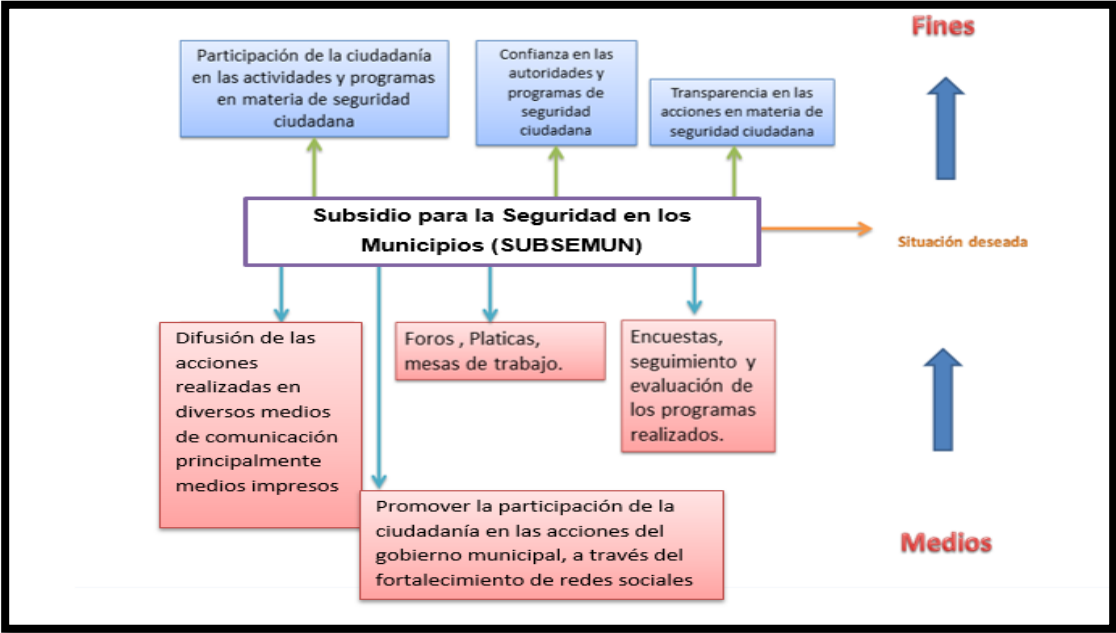 Fines
Participación de la ciudadanía
en las actividades y programas
en materia de seguridad
ciudadana
Confianza en las
autoridades y
programas de
seguridad
ciudadana
Transparencia en las
acciones en materia de
seguridad ciudadana
Subsidio para la Seguridad en los
Municipios (SUBSEMUN)
Situación deseada
Difusión de las
acciones
realizadas en
diversos medios
de comunicación
principalmente
medios impresos
Foros , Platicas,
mesas de trabajo.
Encuestas,
seguimiento y
evaluación de
los programas
realizados.
Promover la participación de la
ciudadanía en las acciones del
gobierno municipal, a través del
fortalecimiento de redes sociales
Medios